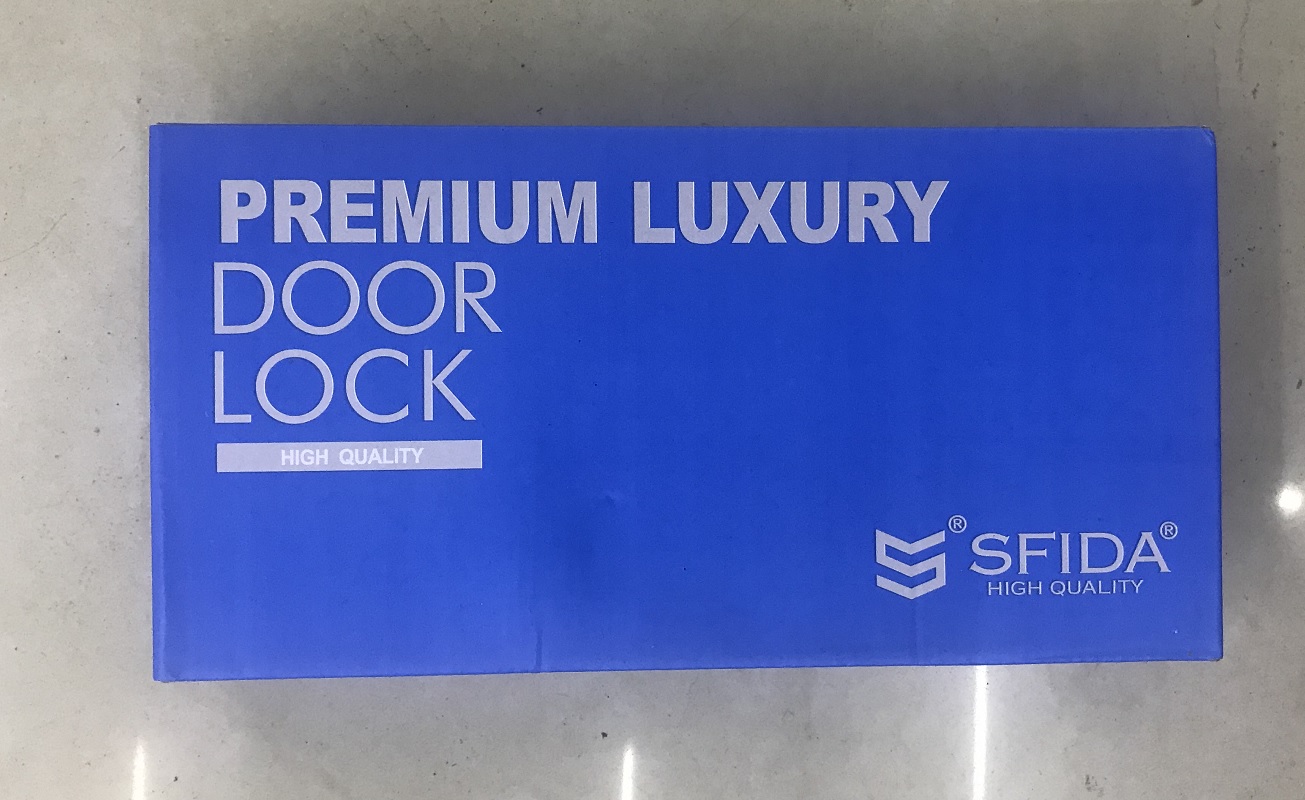 PREMIUM LUXURY
DOOR
LOCK
HIGH QUALITY
® SFIDA®
HIGH QUALITY